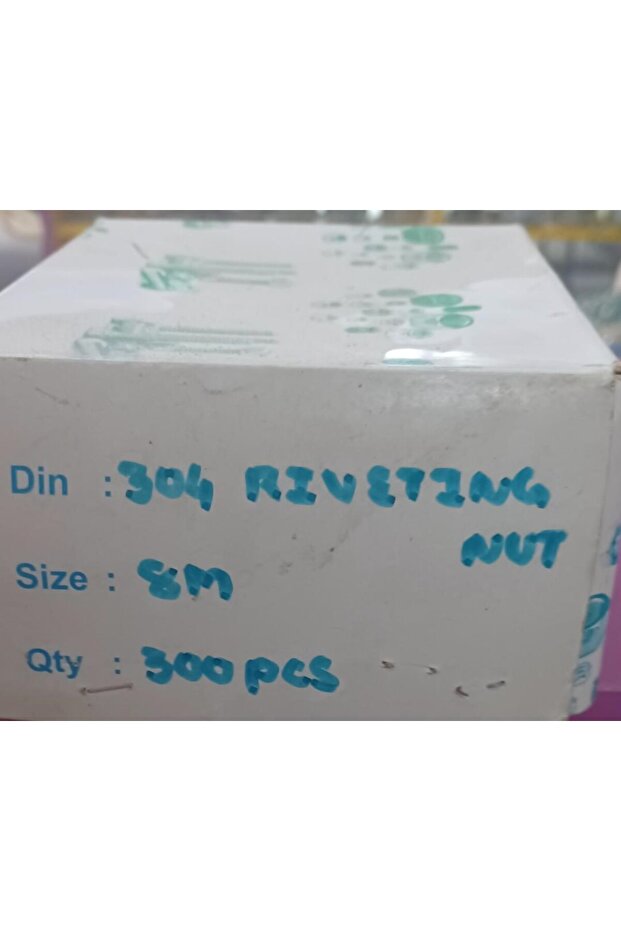 Din : 304 RIVETING
NUT
Size : 8M
Qty : 300 pcs